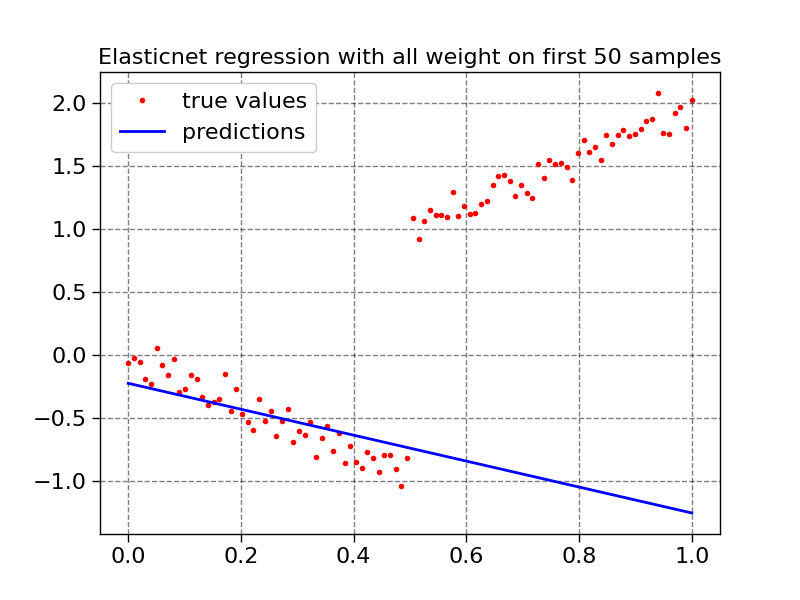 Elasticnet regression with all weight on first 50 samples
true values
predictions
2.0
1.5
1.0
0.5
0.0
−0.5
−1.0
0.0 0.2 0.4 0.6 0.8 1.0